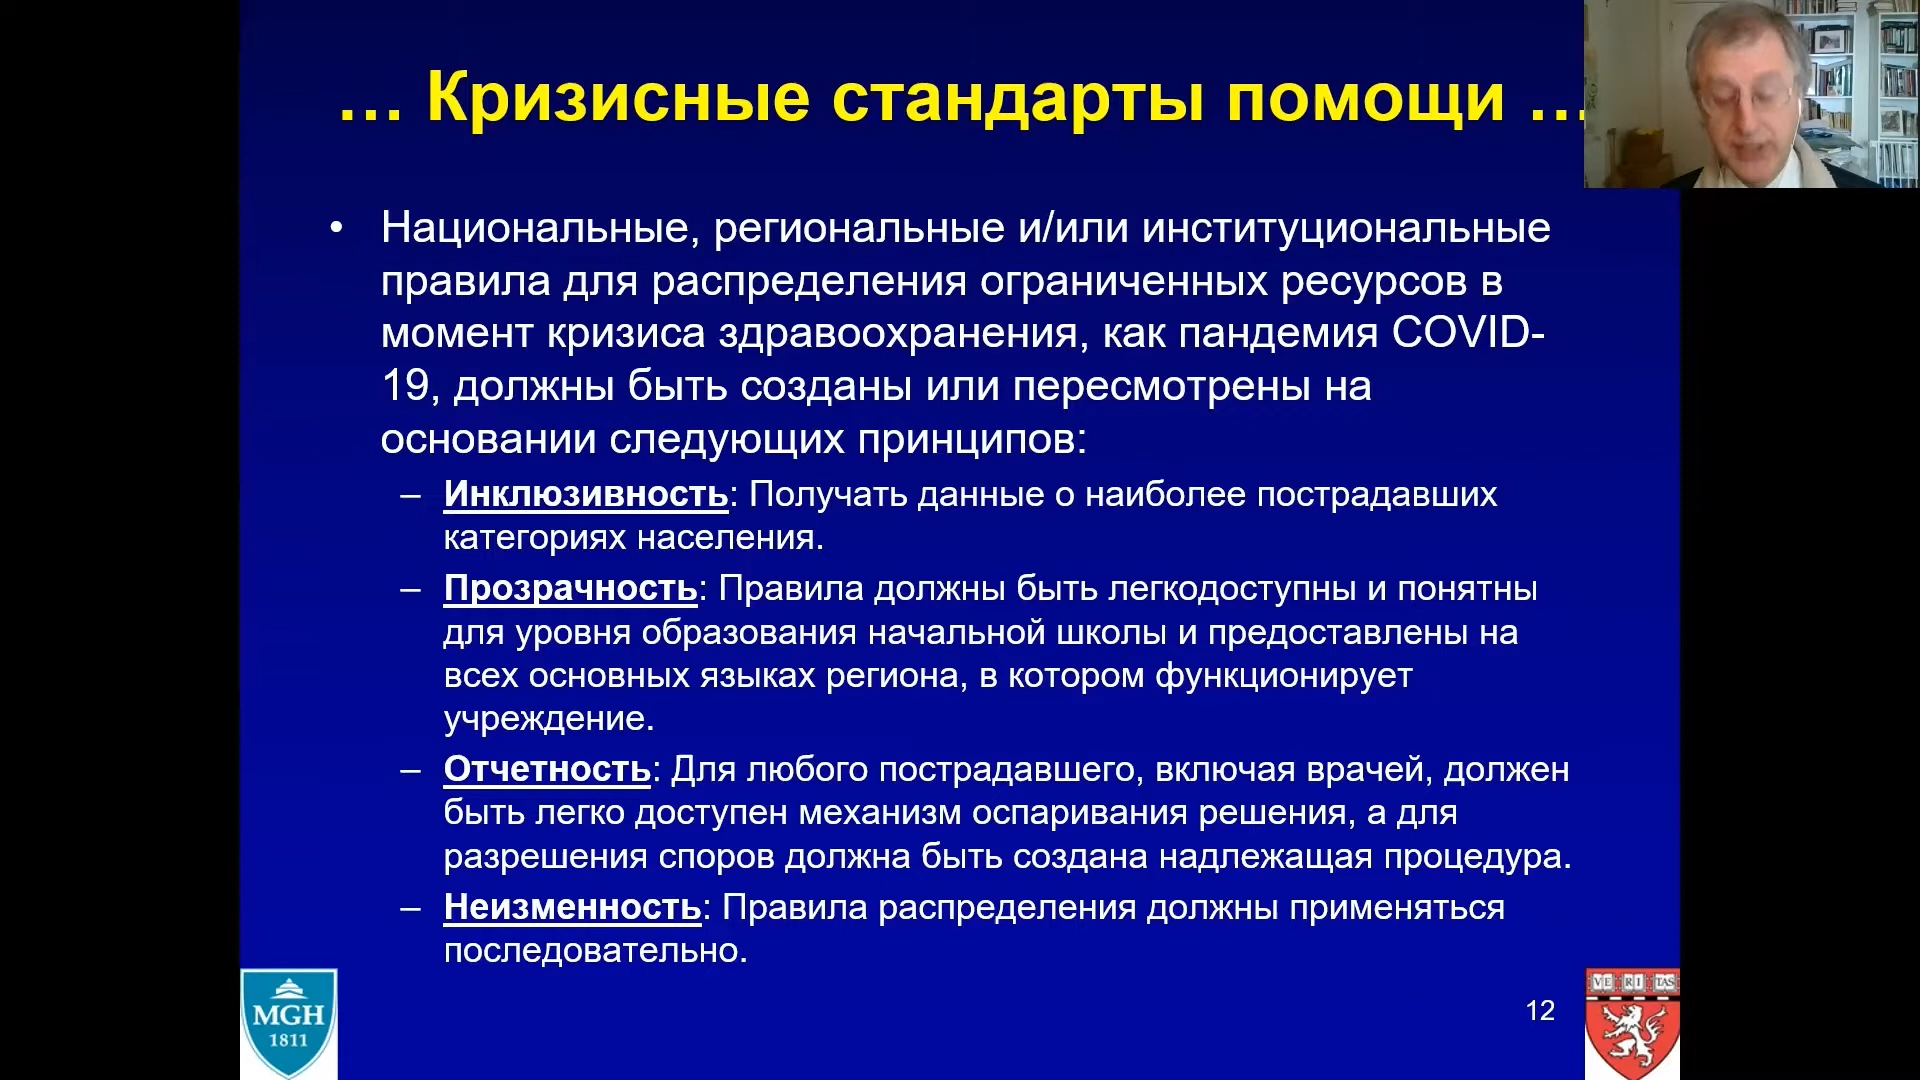 … Кризисные стандарты помощи …
• Национальные, региональные и/или институциональные
правила для распределения ограниченных ресурсов в
момент кризиса здравоохранения, как пандемия COVID-
19, должны быть созданы или пересмотрены на
основании следующих принципов:
– Инклюзивность: Получать данные о наиболее пострадавших
категориях населения.
– Прозрачность: Правила должны быть легкодоступны и понятны
для уровня образования начальной школы и предоставлены на
всех основных языках региона, в котором функционирует
учреждение.
– Отчетность: Для любого пострадавшего, включая врачей, должен
быть легко доступен механизм оспаривания решения, а для
разрешения споров должна быть создана надлежащая процедура.
– Неизменность: Правила распределения должны применяться
последовательно.
MGH
1811
12
VE RI TAS